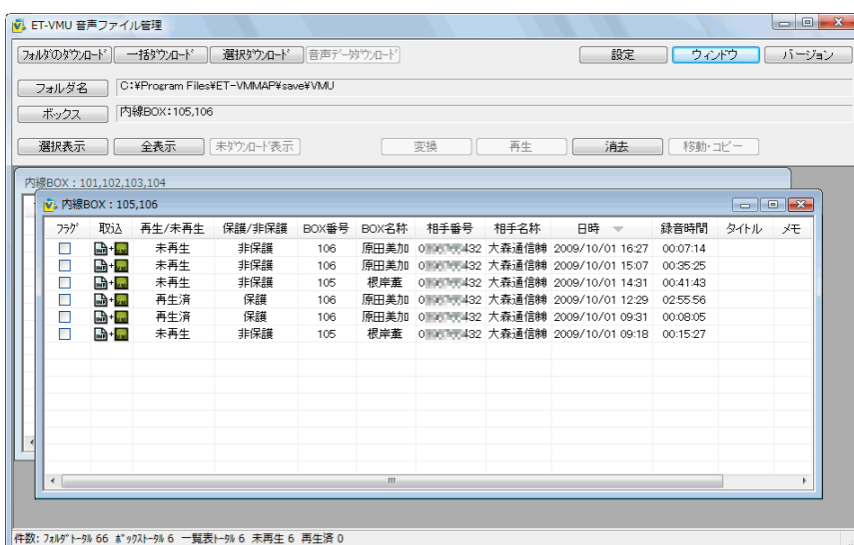 ET-VMU 音声ファイル管理
ﾌｫﾙﾀﾞのﾀﾞｳﾝﾛｰﾄﾞ 一括ﾀﾞｳﾝﾛｰﾄﾞ 選択ﾀﾞｳﾝﾛｰﾄﾞ 音声ﾃﾞｰﾀﾀﾞｳﾝﾛｰﾄﾞ 設定 ウィンドウ バージョン
フォルダ名 C:¥Program Files¥ET-VMMAP¥save¥VMU
ボックス 内線BOX:105,106
選択表示 全表示 未ﾀﾞｳﾝﾛｰﾄﾞ表示 変換 再生 消去 移動･コピー
内線BOX : 101,102,103,104
内線BOX : 105,106
ﾌﾗｸﾞ 取込 再生/未再生 保護/非保護 BOX番号 BOX名称 相手番号 相手名称 日時 録音時間 タイトル メモ
未再生 非保護 106 原田美加 0 432 大森通信㈱ 2009/10/01 16:27 00:07:14
未再生 非保護 106 原田美加 0 432 大森通信㈱ 2009/10/01 15:07 00:35:25
未再生 非保護 105 根岸薫 0 432 大森通信㈱ 2009/10/01 14:31 00:41:43
再生済 保護 106 原田美加 0 432 大森通信㈱ 2009/10/01 12:29 02:55:56
再生済 保護 106 原田美加 0 432 大森通信㈱ 2009/10/01 09:31 00:08:05
未再生 非保護 105 根岸薫 0 432 大森通信㈱ 2009/10/01 09:18 00:15:27
件数: ﾌｫﾙﾀﾞﾄｰﾀﾙ 66 ﾎﾞｯｸｽﾄｰﾀﾙ 6 一覧表ﾄｰﾀﾙ 6 未再生 6 再生済 0